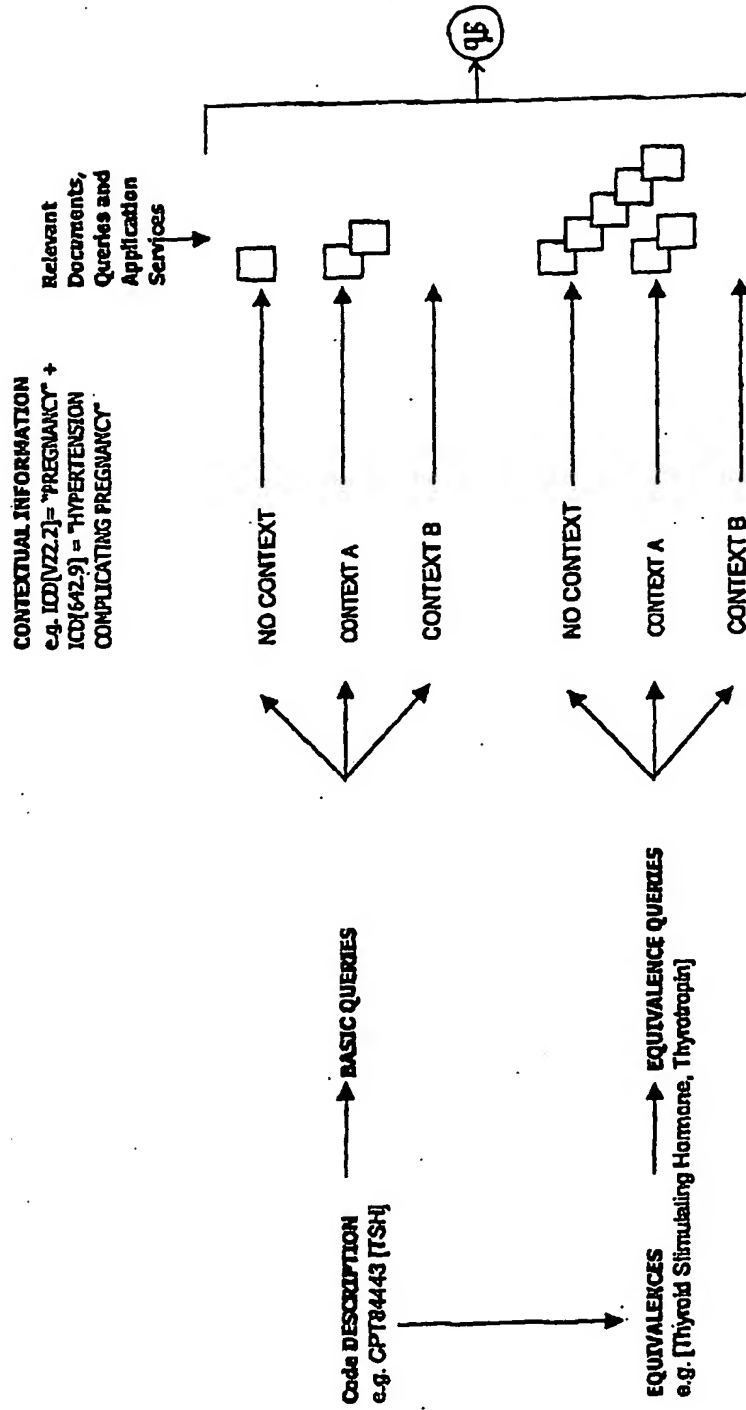 CONTEXTUAL INFORMATION
e.g. ICD[V22.2]= "PREGNANCY" +
ICD[642.9] = "HYPERTENSION
COMPLICATING PREGNANCY"
Relevant
Documents,
Queries and
Application
Services
Code DESCRIPTION
e.g. CPT84443 [TSH]
BASIC QUERIES
NO CONTEXT
CONTEXT A
CONTEXT B
EQUIVALENCES
e.g. [Thyroid Stimulating Hormone, Thyrotropin]
EQUIVALENCE QUERIES
NO CONTEXT
CONTEXT A
CONTEXT B